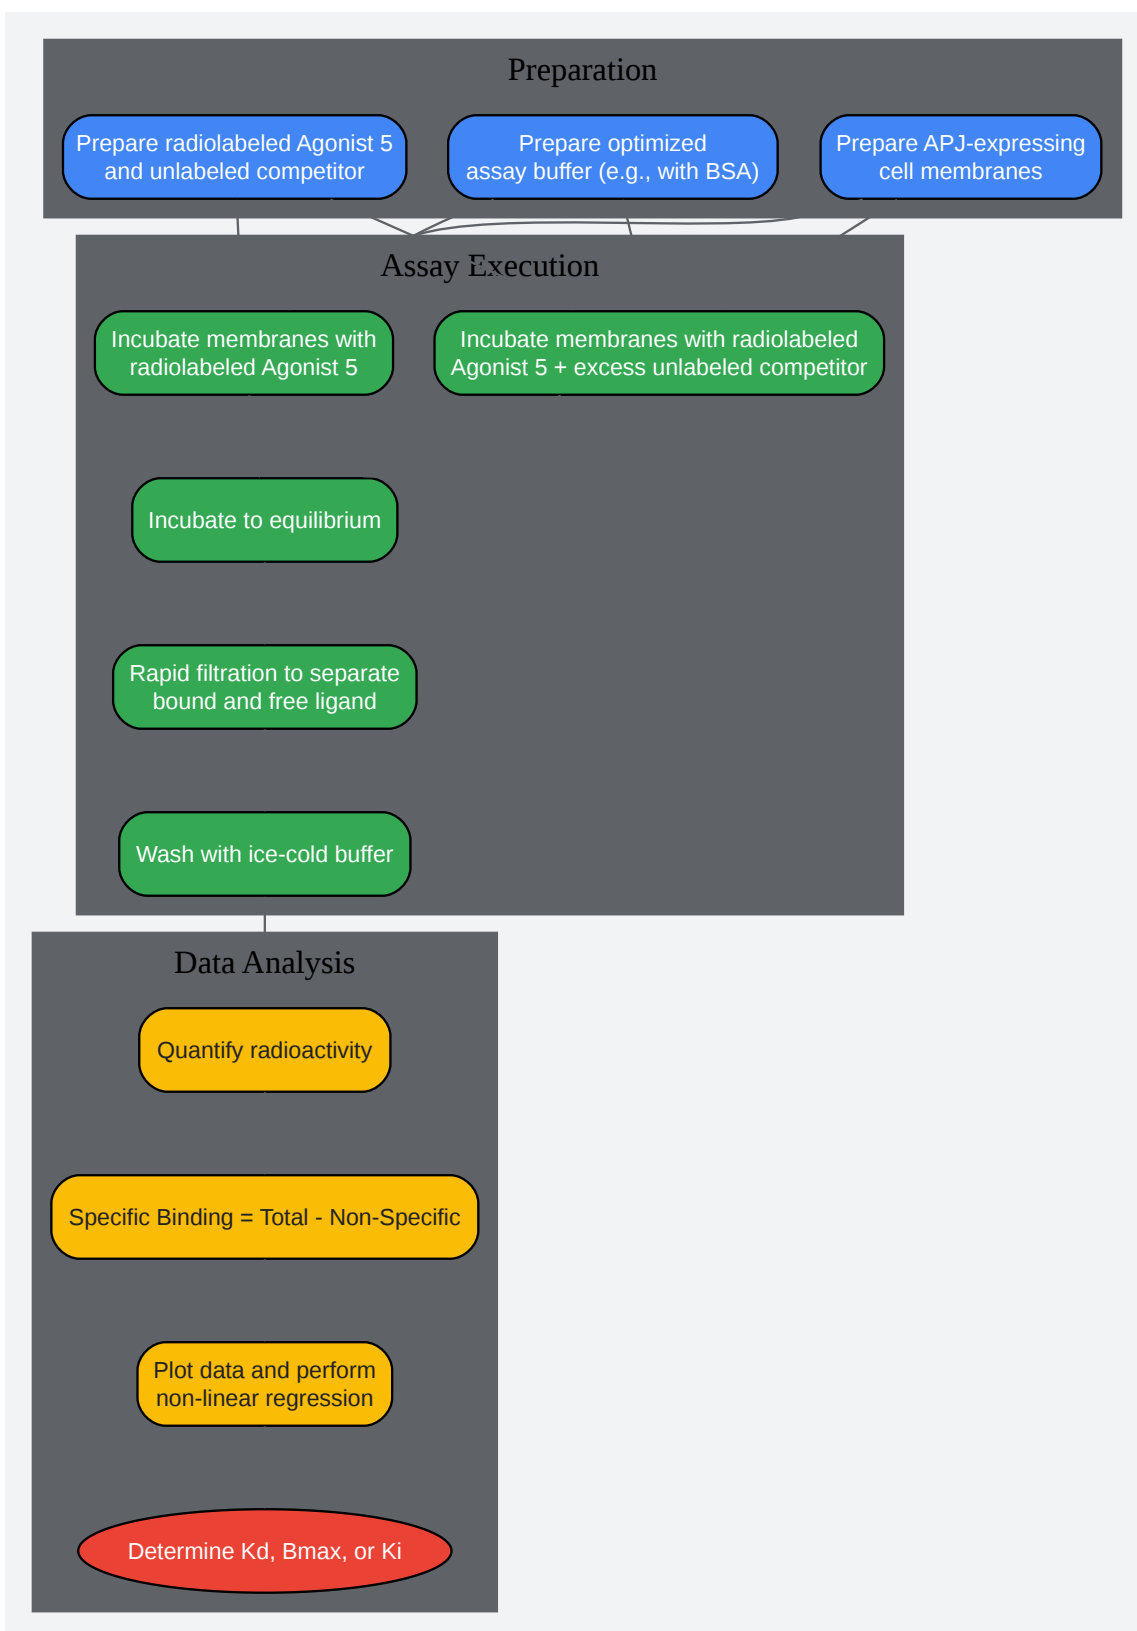 Preparation
Prepare radiolabeled Agonist 5
and unlabeled competitor
Prepare optimized
assay buffer (e.g., with BSA)
Prepare APJ-expressing
cell membranes
Assay Execution
Incubate membranes with
radiolabeled Agonist 5
Incubate membranes with radiolabeled
Agonist 5 + excess unlabeled competitor
Incubate to equilibrium
Rapid filtration to separate
bound and free ligand
Wash with ice-cold buffer
Data Analysis
Quantify radioactivity
Specific Binding = Total - Non-Specific
Plot data and perform
non-linear regression
Determine Kd, Bmax, or Ki